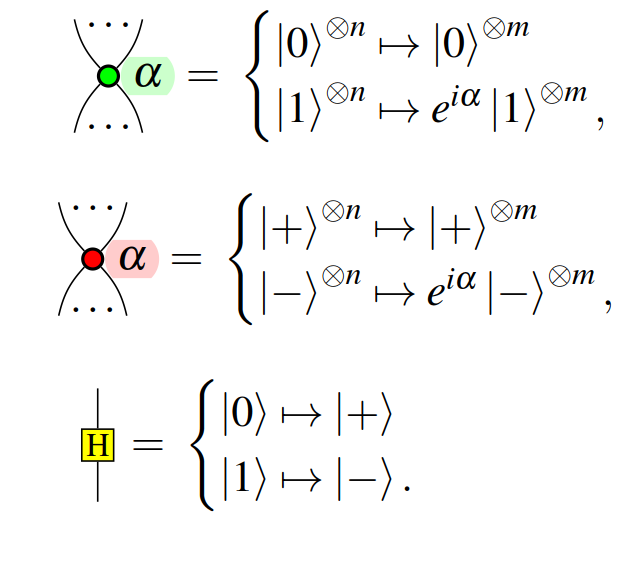 ... |0⟩^{⊗n} ↦ |0⟩^{⊗m}
α =
... |1⟩^{⊗n} ↦ e^{iα} |1⟩^{⊗m} ,
... |+⟩^{⊗n} ↦ |+⟩^{⊗m}
α =
... |−⟩^{⊗n} ↦ e^{iα} |−⟩^{⊗m} ,
|0⟩ ↦ |+⟩
H =
|1⟩ ↦ |−⟩ .